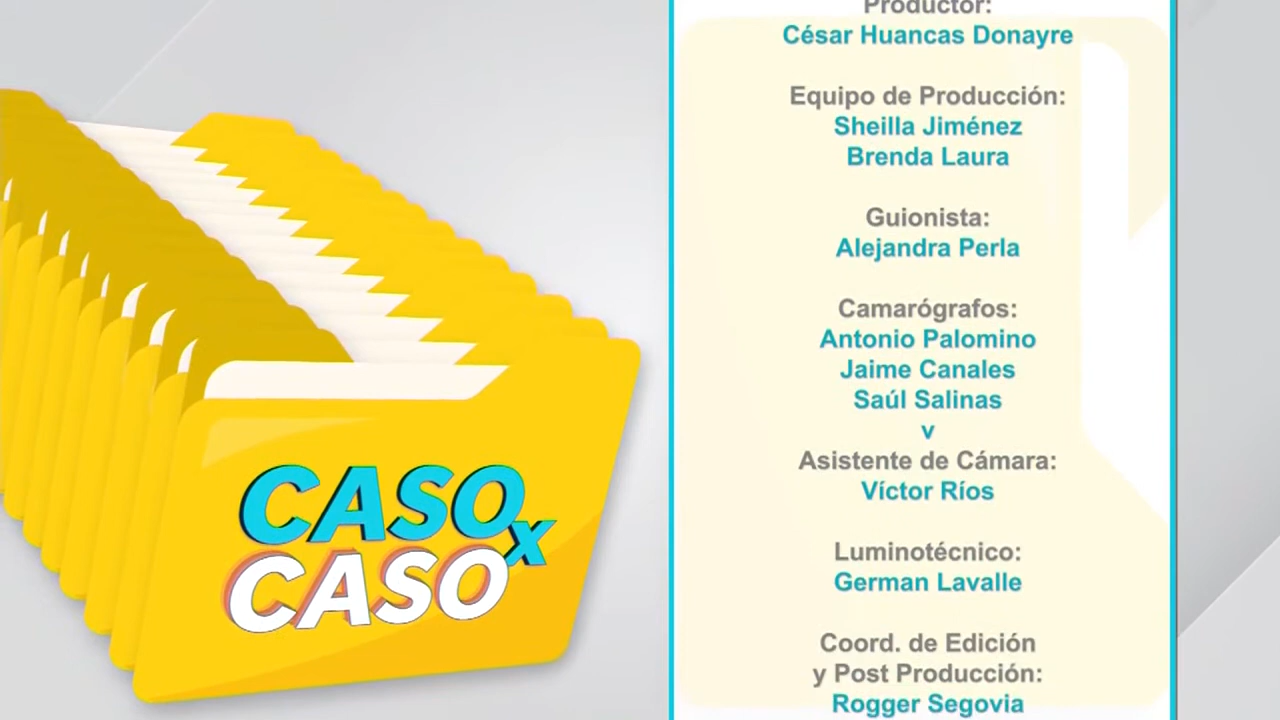 CASO
x
CASO
Productor:
César Huancas Donayre
Equipo de Producción:
Sheilla Jiménez
Brenda Laura
Guionista:
Alejandra Perla
Camarógrafos:
Antonio Palomino
Jaime Canales
Saúl Salinas
v
Asistente de Cámara:
Víctor Ríos
Luminotécnico:
German Lavalle
Coord. de Edición
y Post Producción:
Rogger Segovia